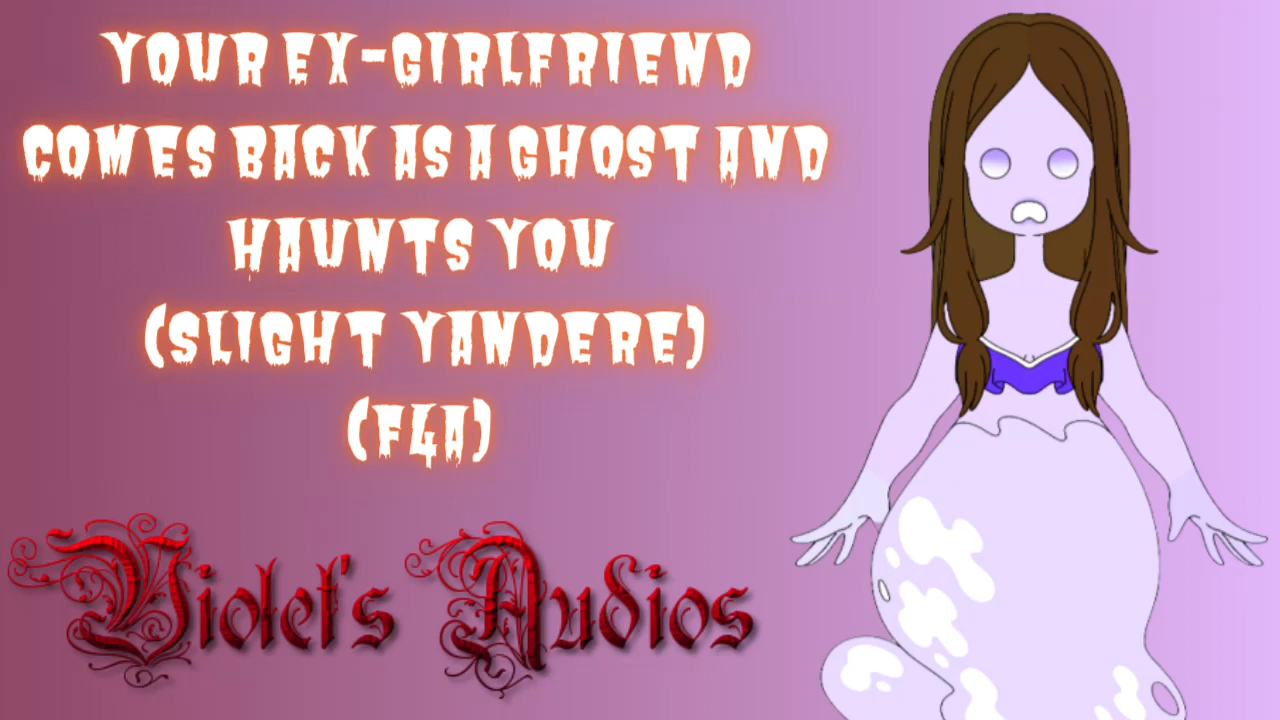 YOUR EX-GIRLFRIEND
COMES BACK AS A GHOST AND
HAUNTS YOU
(SLIGHT YANDERE)
(F4A)
Violet's Audios